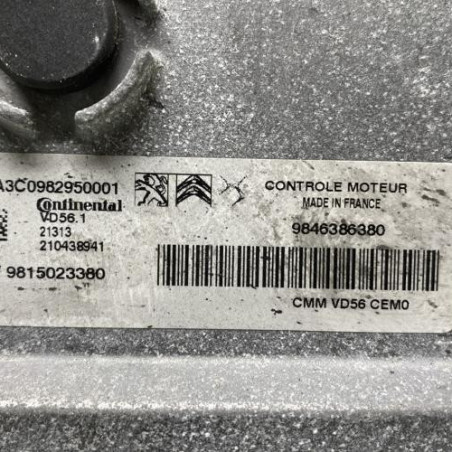 A3C0982950001
Continental
VD56.1
21313
210438941
9815023380
CONTROLE MOTEUR
MADE IN FRANCE
9846386380
CMM VD56 CEM0